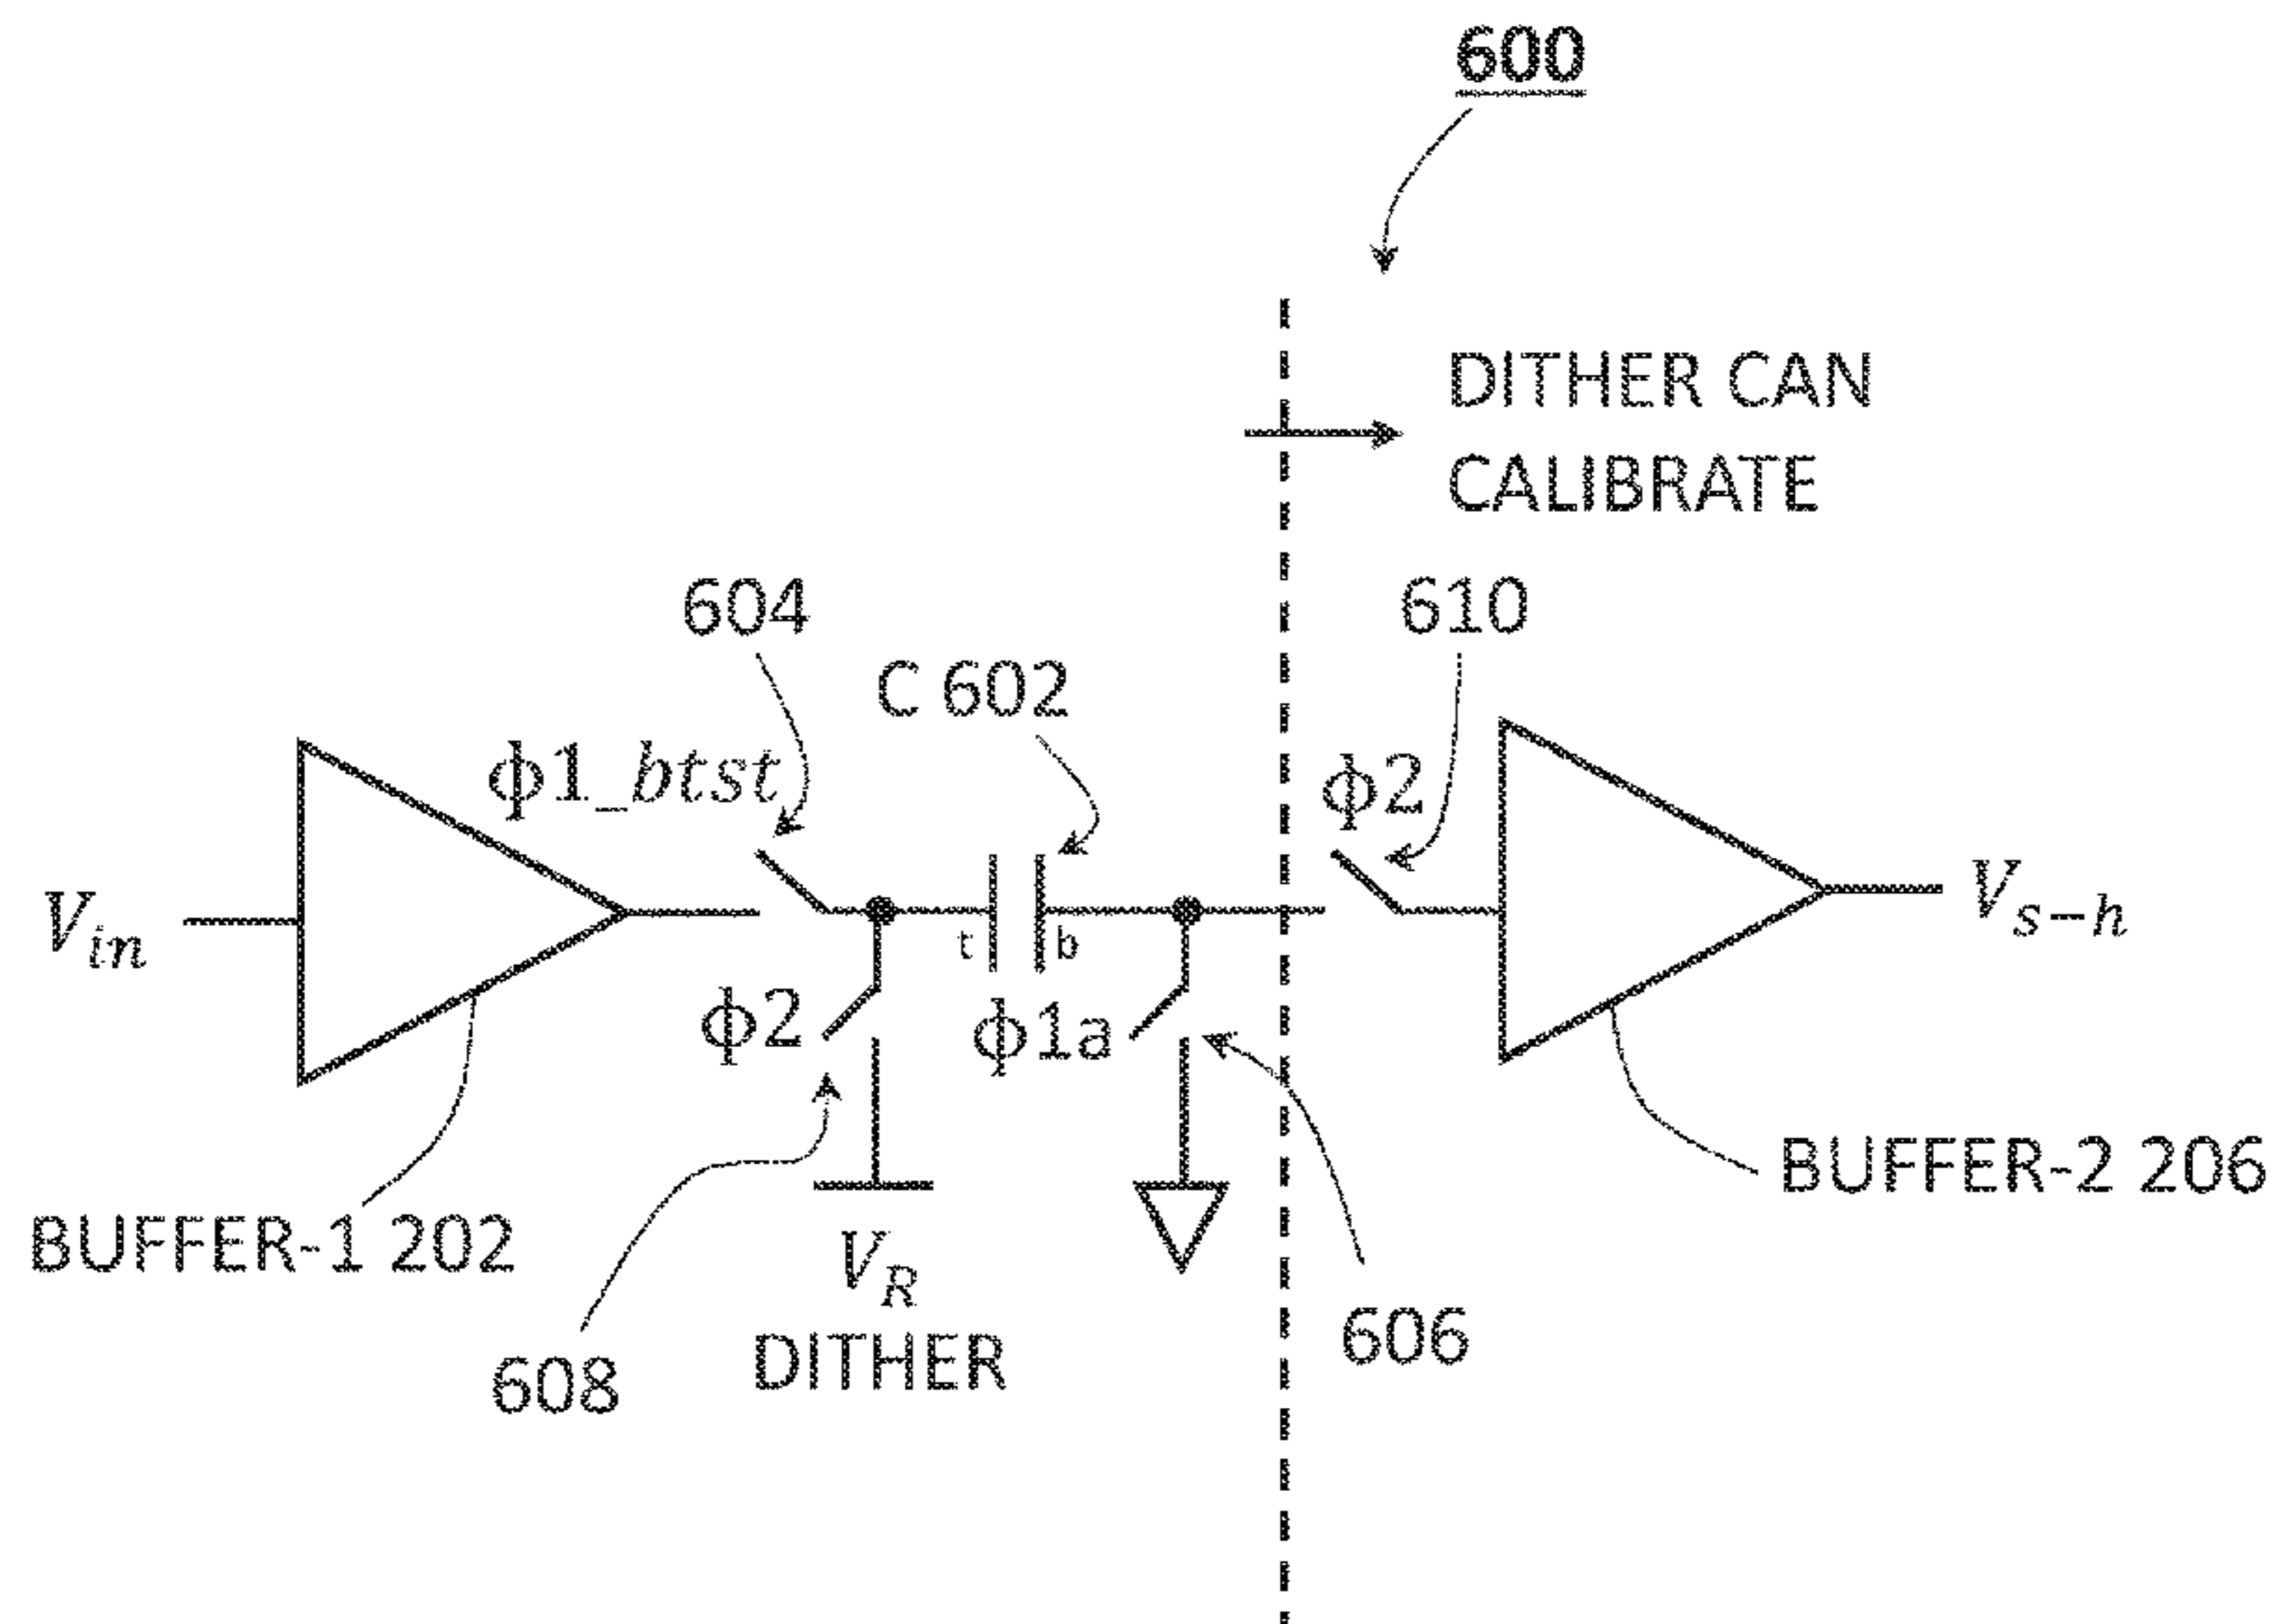 600
DITHER CAN
CALIBRATE
604
610
C 602
ϕ1_btst
ϕ2
V_in
t
b
V_s−h
ϕ2
ϕ1a
BUFFER-1 202
BUFFER-2 206
V_R
DITHER
608
606